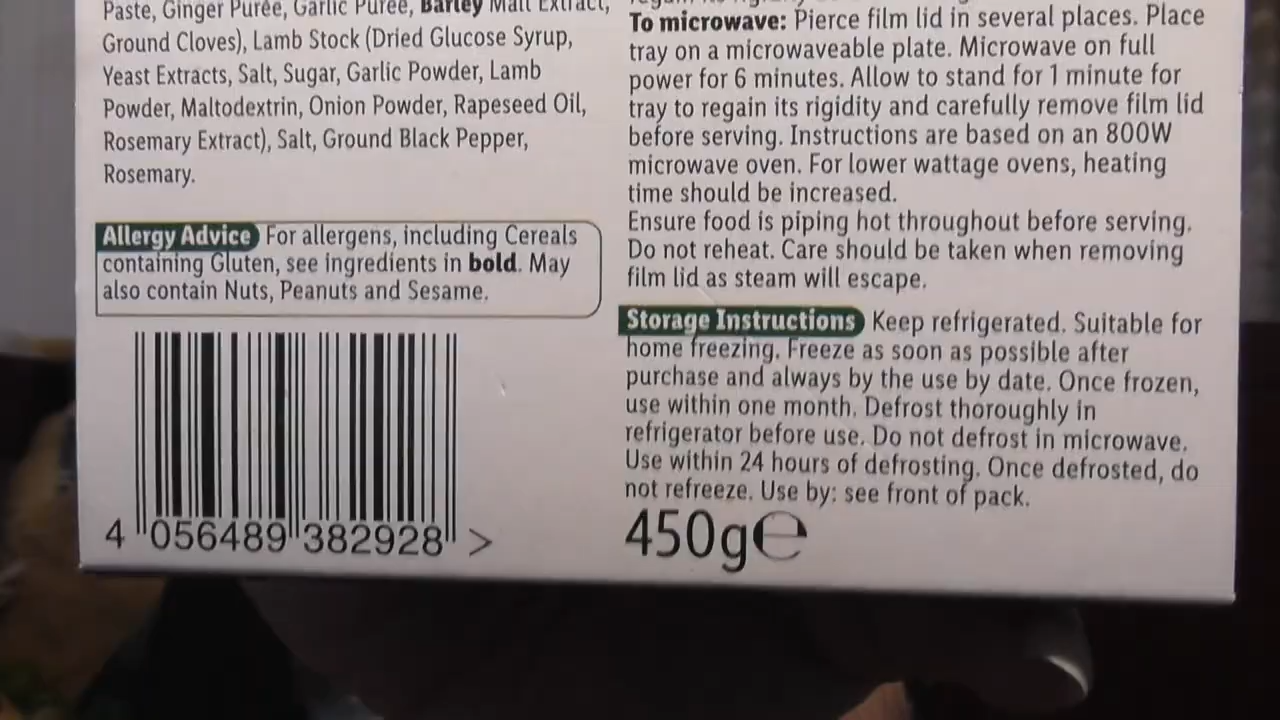 Paste, Ginger Purée, Garlic Purée, Barley Malt Extract,
Ground Cloves), Lamb Stock (Dried Glucose Syrup,
Yeast Extracts, Salt, Sugar, Garlic Powder, Lamb
Powder, Maltodextrin, Onion Powder, Rapeseed Oil,
Rosemary Extract), Salt, Ground Black Pepper,
Rosemary.
Allergy Advice For allergens, including Cereals
containing Gluten, see ingredients in bold. May
also contain Nuts, Peanuts and Sesame.
4 056489 382928 >
To microwave: Pierce film lid in several places. Place
tray on a microwaveable plate. Microwave on full
power for 6 minutes. Allow to stand for 1 minute for
tray to regain its rigidity and carefully remove film lid
before serving. Instructions are based on an 800W
microwave oven. For lower wattage ovens, heating
time should be increased.
Ensure food is piping hot throughout before serving.
Do not reheat. Care should be taken when removing
film lid as steam will escape.
Storage Instructions Keep refrigerated. Suitable for
home freezing. Freeze as soon as possible after
purchase and always by the use by date. Once frozen,
use within one month. Defrost thoroughly in
refrigerator before use. Do not defrost in microwave.
Use within 24 hours of defrosting. Once defrosted, do
not refreeze. Use by: see front of pack.
450g℮